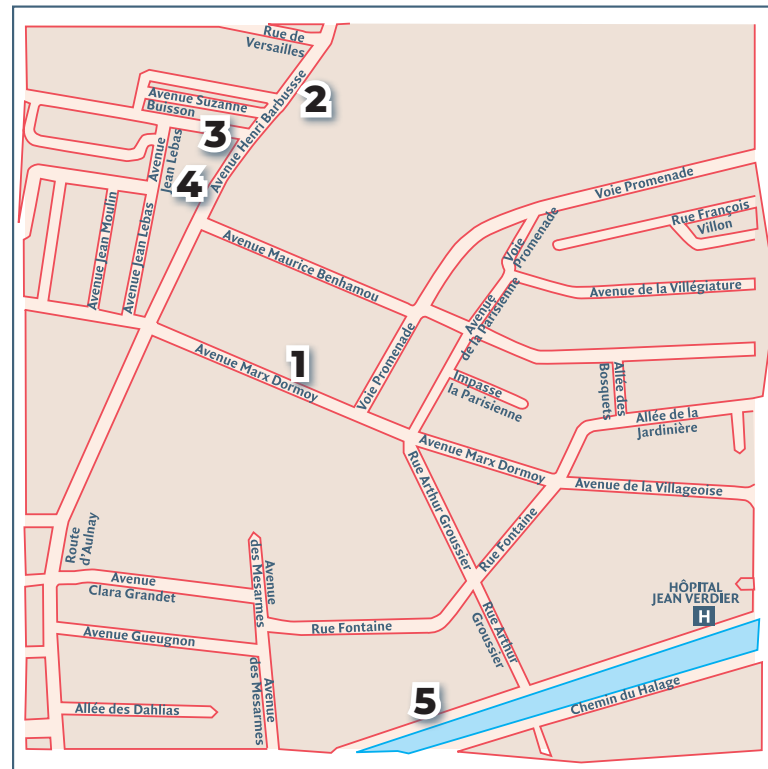 Rue de
Versailles
2
Avenue Suzanne
Buisson
Avenue Henri Barbussse
3
Avenue
Jean Lebas
4
Avenue Jean Moulin
Avenue Jean Lebas
Voie Promenade
Rue François
Villon
Voie
Promenade
Avenue Maurice Benhamou
Avenue de la Villégiature
Avenue
de la Parisienne
1
Avenue Marx Dormoy
Voie Promenade
Impasse
la Parisienne
Allée des
Bosquets
Allée de la
Jardinière
Avenue Marx Dormoy
Avenue de la Villageoise
Rue Arthur Groussier
Rue Fontaine
Route
d'Aulnay
Avenue
des Mesarmes
Avenue
Clara Grandet
HÔPITAL
JEAN VERDIER
H
Rue Fontaine
Rue Arthur
Groussier
Avenue Gueugnon
Avenue
des Mesarmes
5
Chemin du Halage
Allée des Dahlias